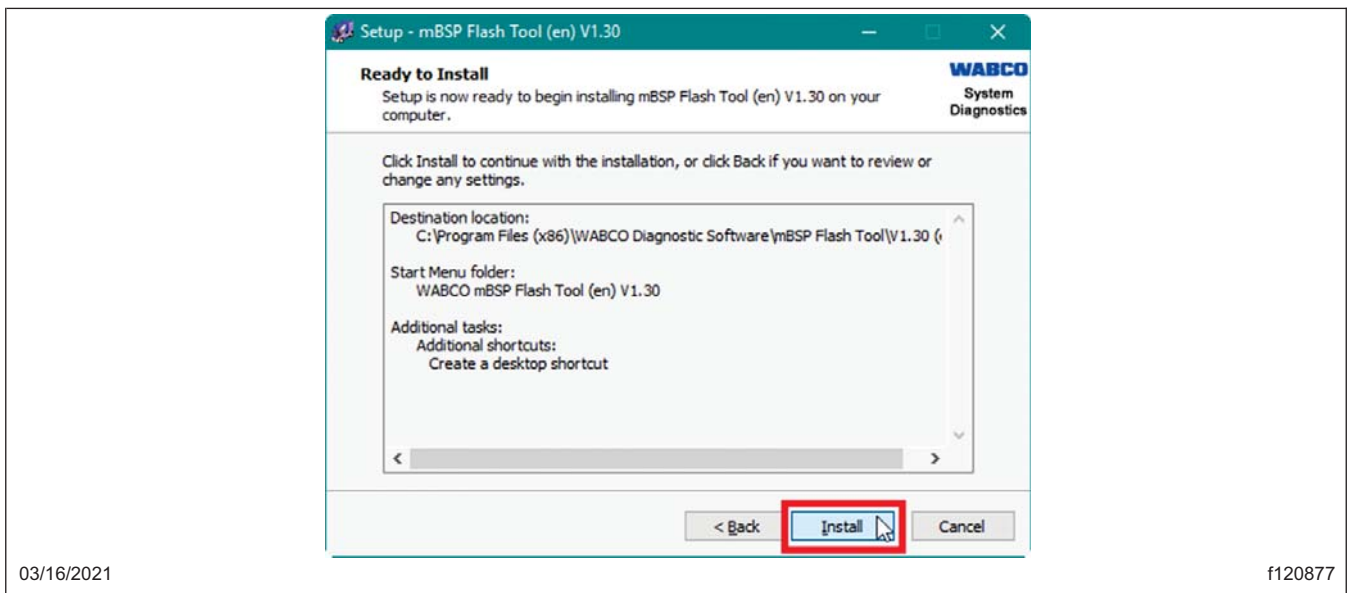 Setup - mBSP Flash Tool (en) V1.30
Ready to Install
Setup is now ready to begin installing mBSP Flash Tool (en) V1.30 on your
computer.
WABCO
System
Diagnostics
Click Install to continue with the installation, or click Back if you want to review or
change any settings.
Destination location:
C:\Program Files (x86)\WABCO Diagnostic Software\mBSP Flash Tool\V1.30 (
Start Menu folder:
WABCO mBSP Flash Tool (en) V1.30
Additional tasks:
Additional shortcuts:
Create a desktop shortcut
< Back
Install
Cancel
03/16/2021
f120877